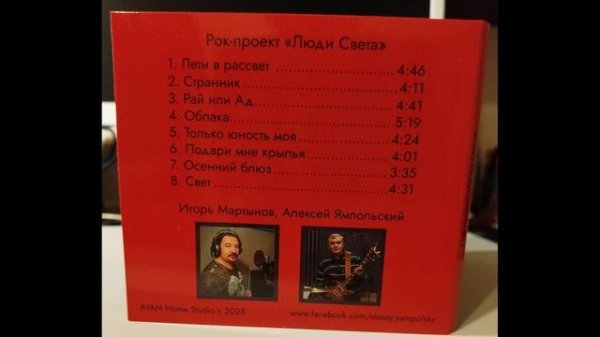 Рок-проект «Люди Света»
1. Лети в рассвет 4:46
2. Странник 4:11
3. Рай или Ад 4:41
4. Облака 5:19
5. Только юность моя 4:24
6. Подари мне крылья 4:01
7. Осенний блюз 3:35
8. Свет 4:31
Игорь Мартынов, Алексей Ямпольский
AYAM Home Studio c 2025
www.facebook.com/alexey.yampolsky